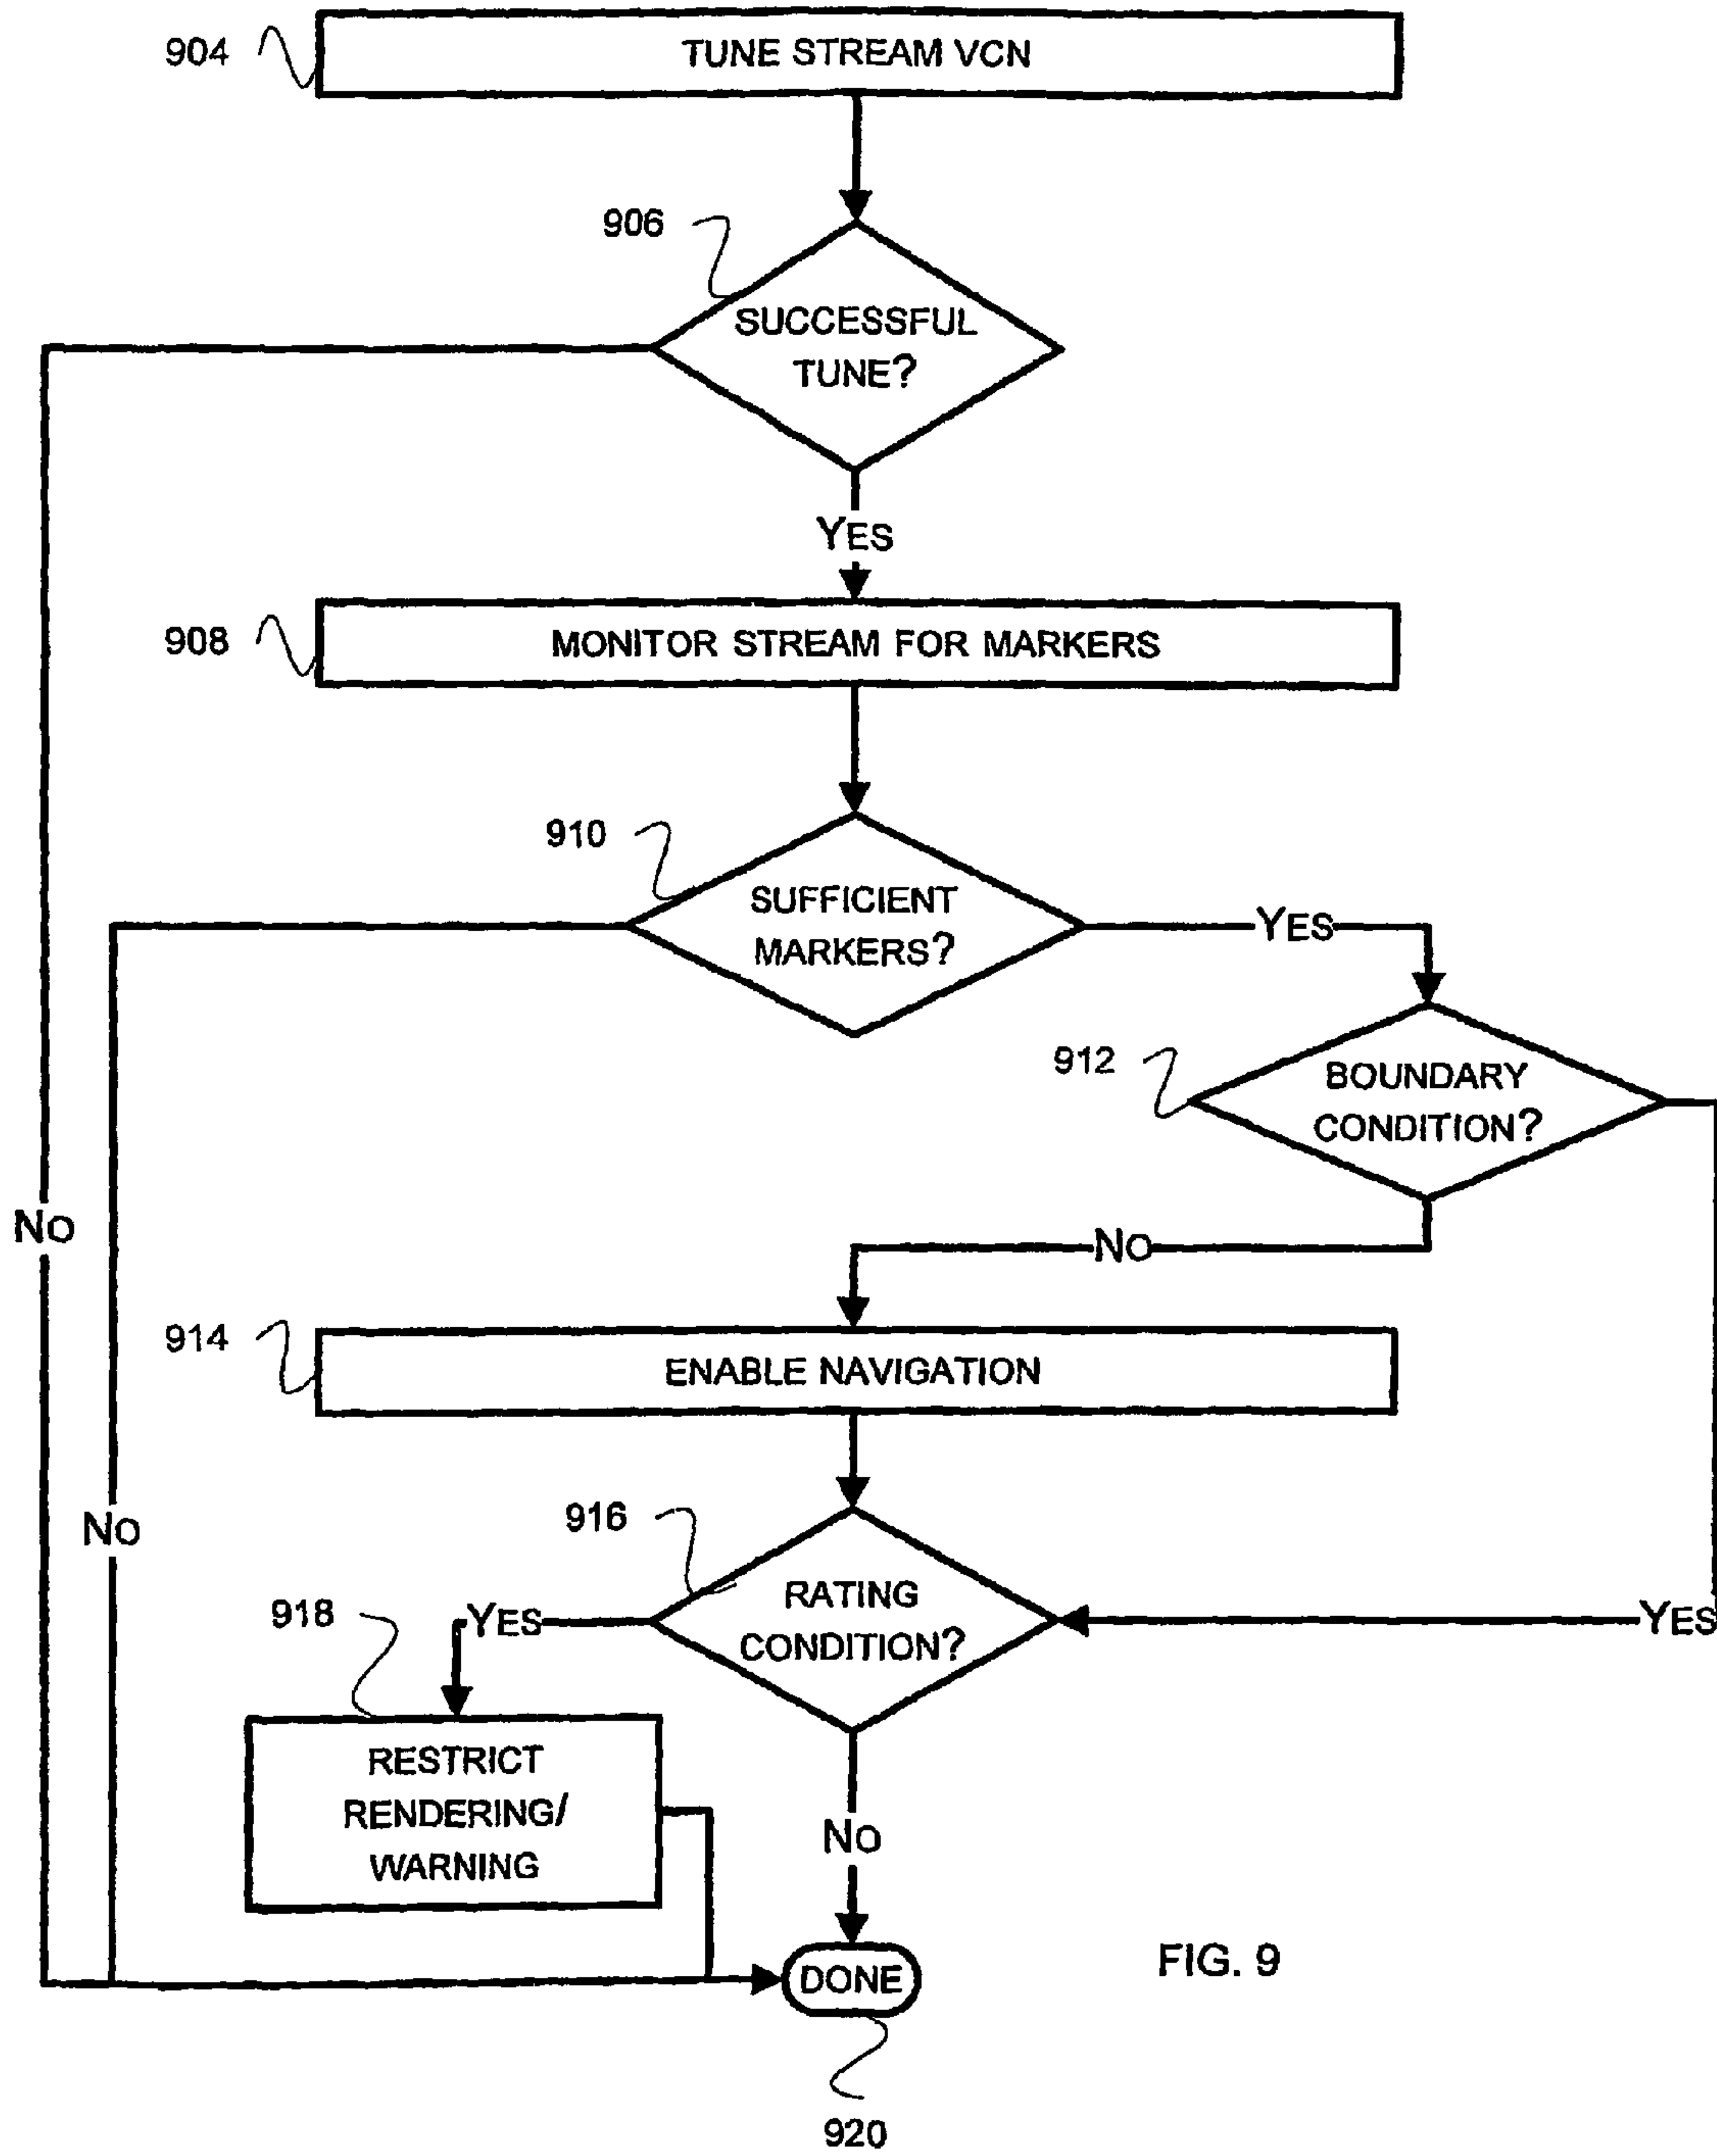 904
TUNE STREAM VCN
906
SUCCESSFUL
TUNE?
YES
908
MONITOR STREAM FOR MARKERS
910
SUFFICIENT
MARKERS?
YES
912
BOUNDARY
CONDITION?
NO
NO
914
ENABLE NAVIGATION
NO
916
RATING
CONDITION?
918
YES
YES
RESTRICT
RENDERING/
WARNING
NO
DONE
FIG. 9
920